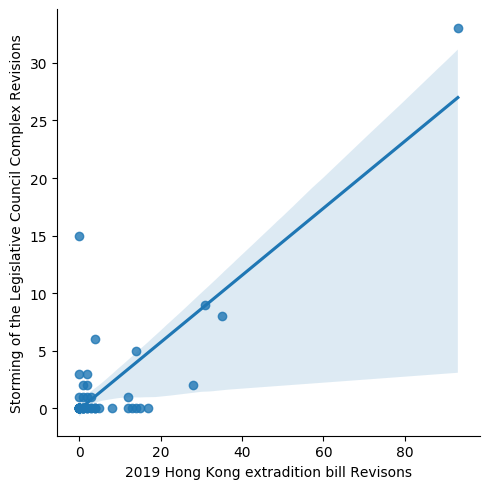 Storming of the Legislative Council Complex Revisions
30
25
20
15
10
5
0
0 20 40 60 80
2019 Hong Kong extradition bill Revisons